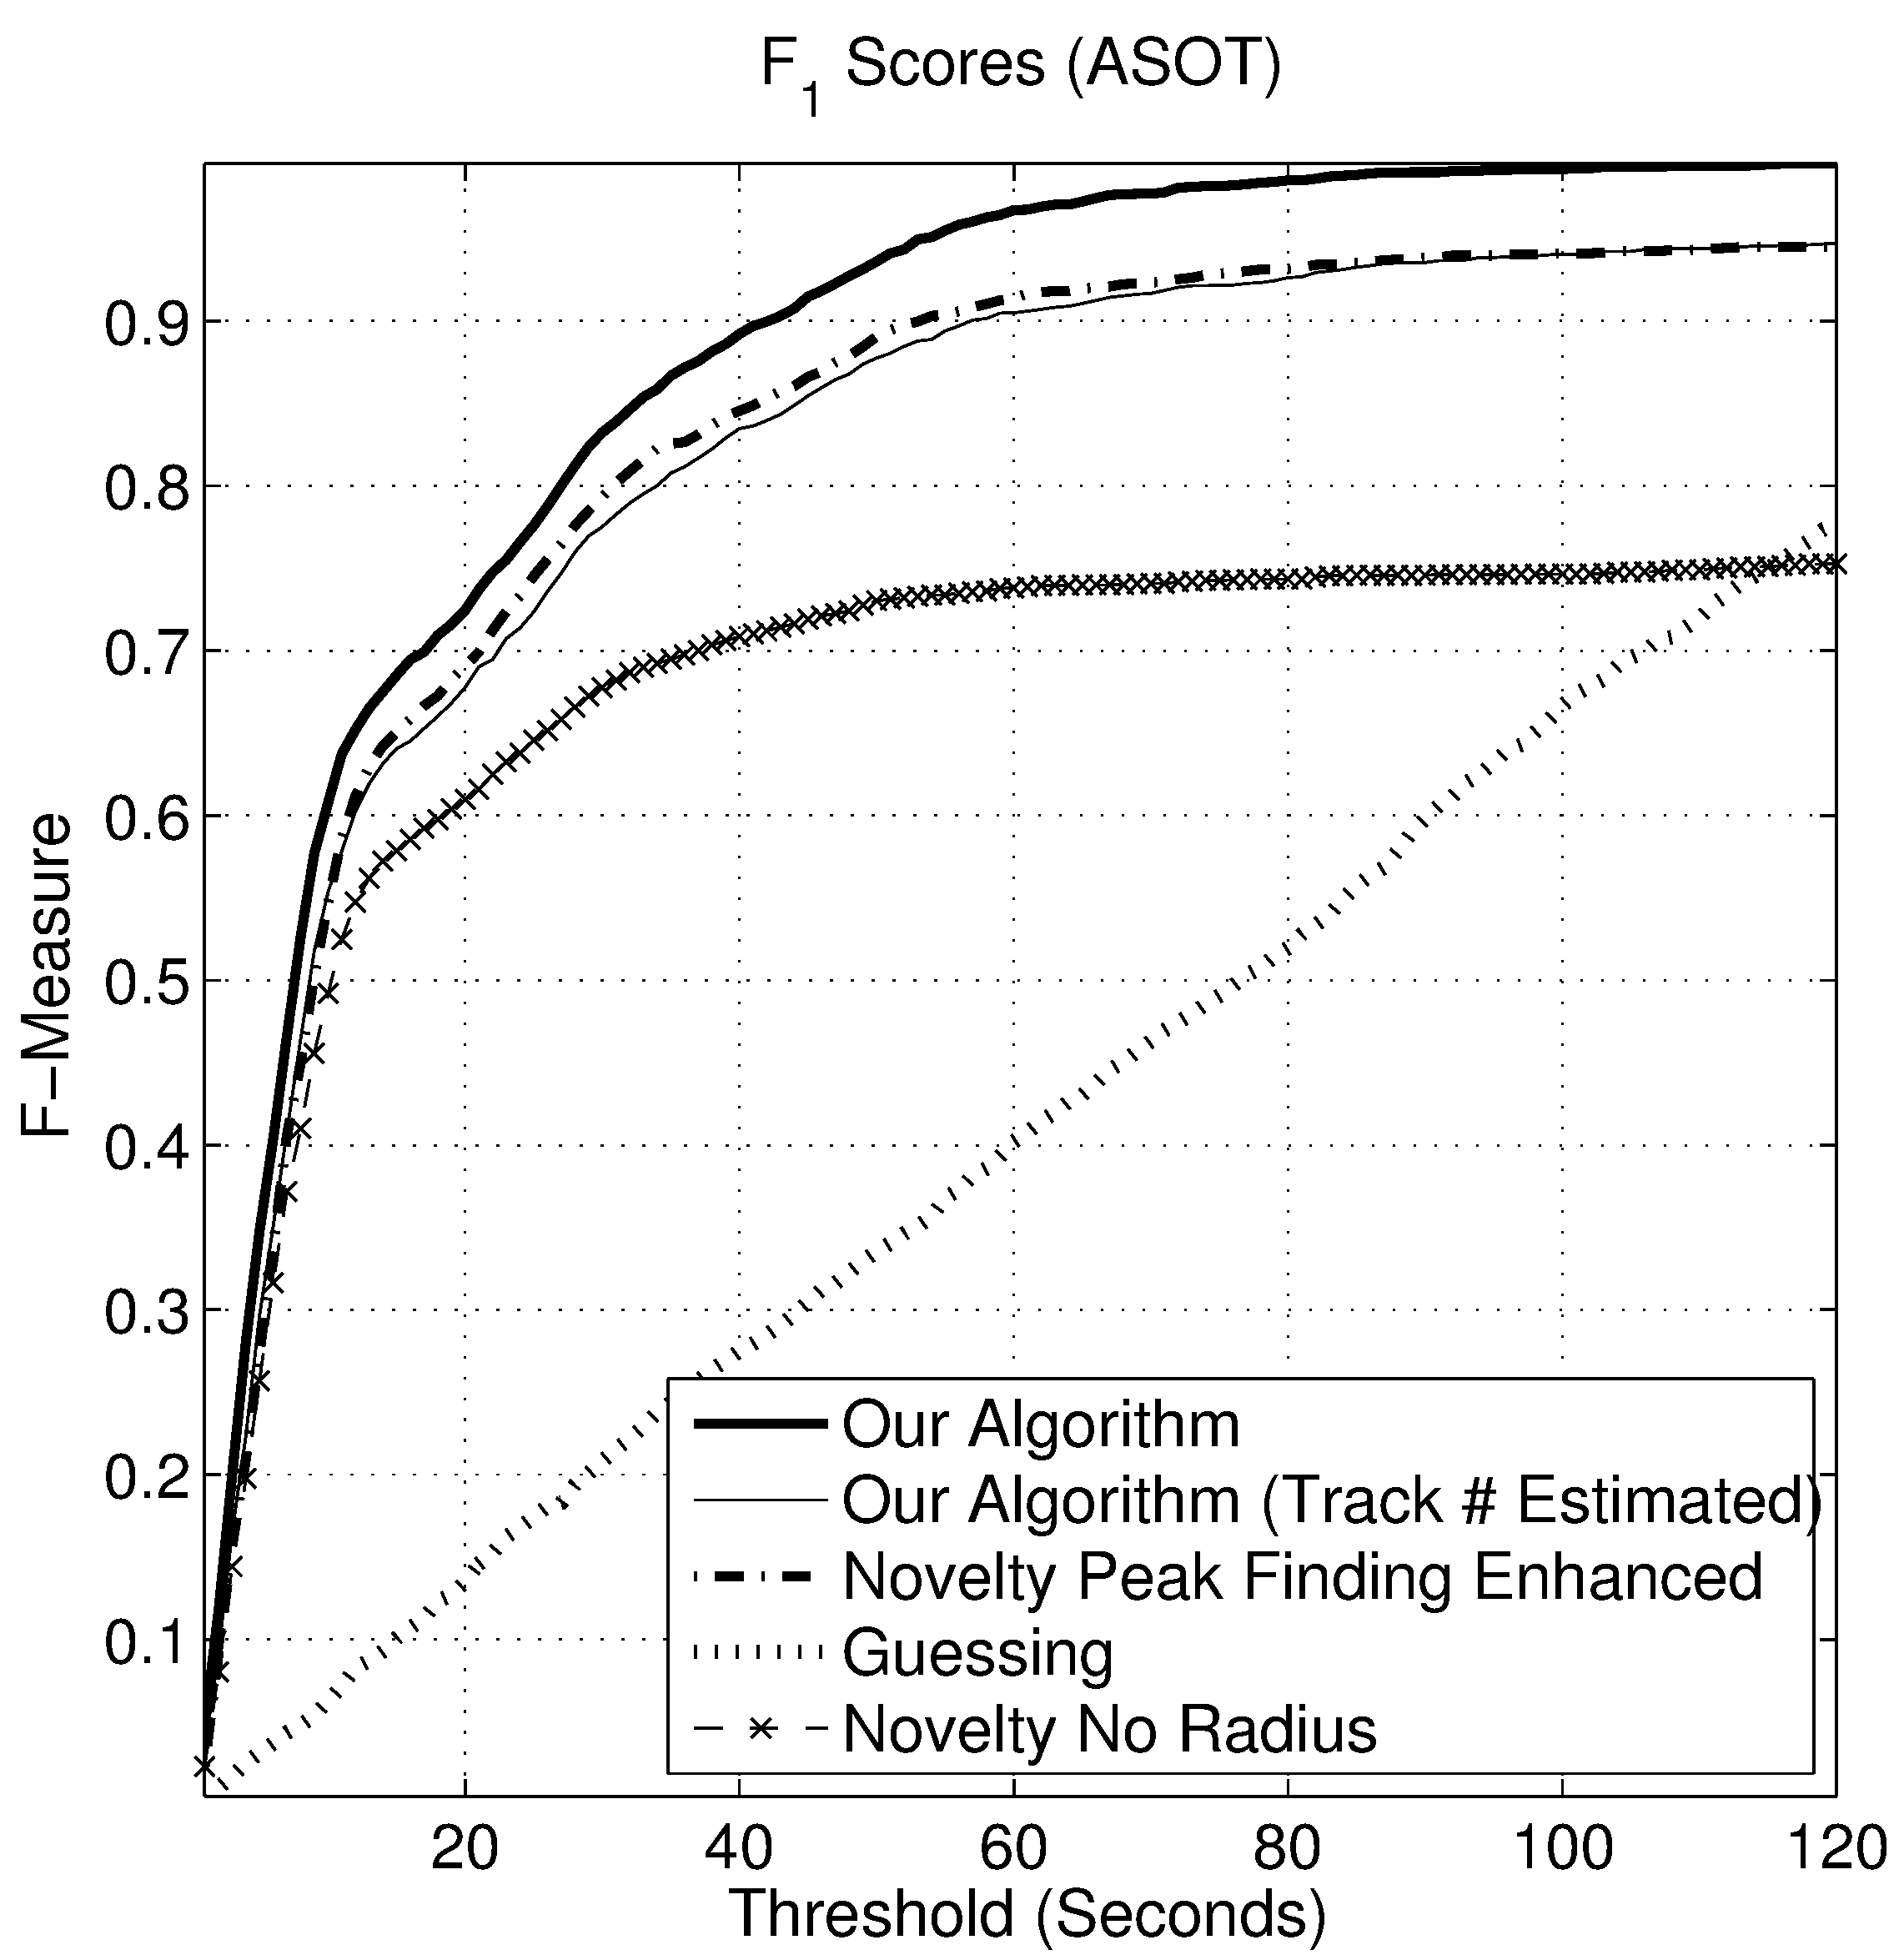 F1 Scores (ASOT)
0.9
0.8
0.7
0.6
0.5
0.4
0.3
0.2
0.1
F-Measure
Our Algorithm
Our Algorithm (Track # Estimated)
Novelty Peak Finding Enhanced
Guessing
Novelty No Radius
20 40 60 80 100 120
Threshold (Seconds)